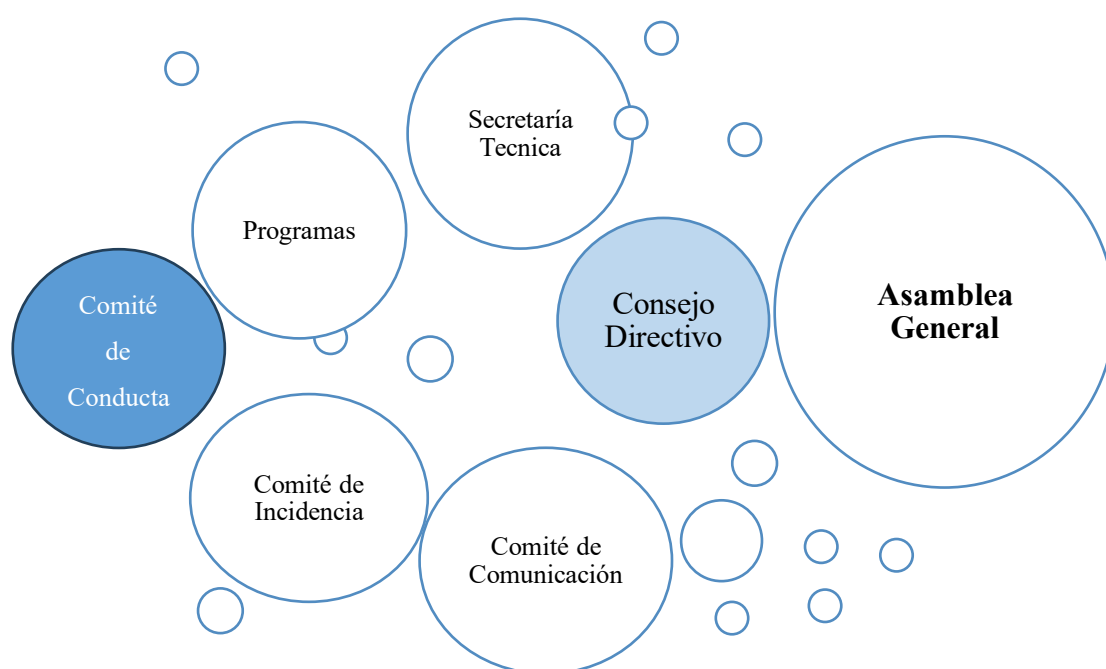 Secretaría
Tecnica
Programas
Comité
de
Conducta
Consejo
Directivo
Asamblea
General
Comité de
Incidencia
Comité de
Comunicación